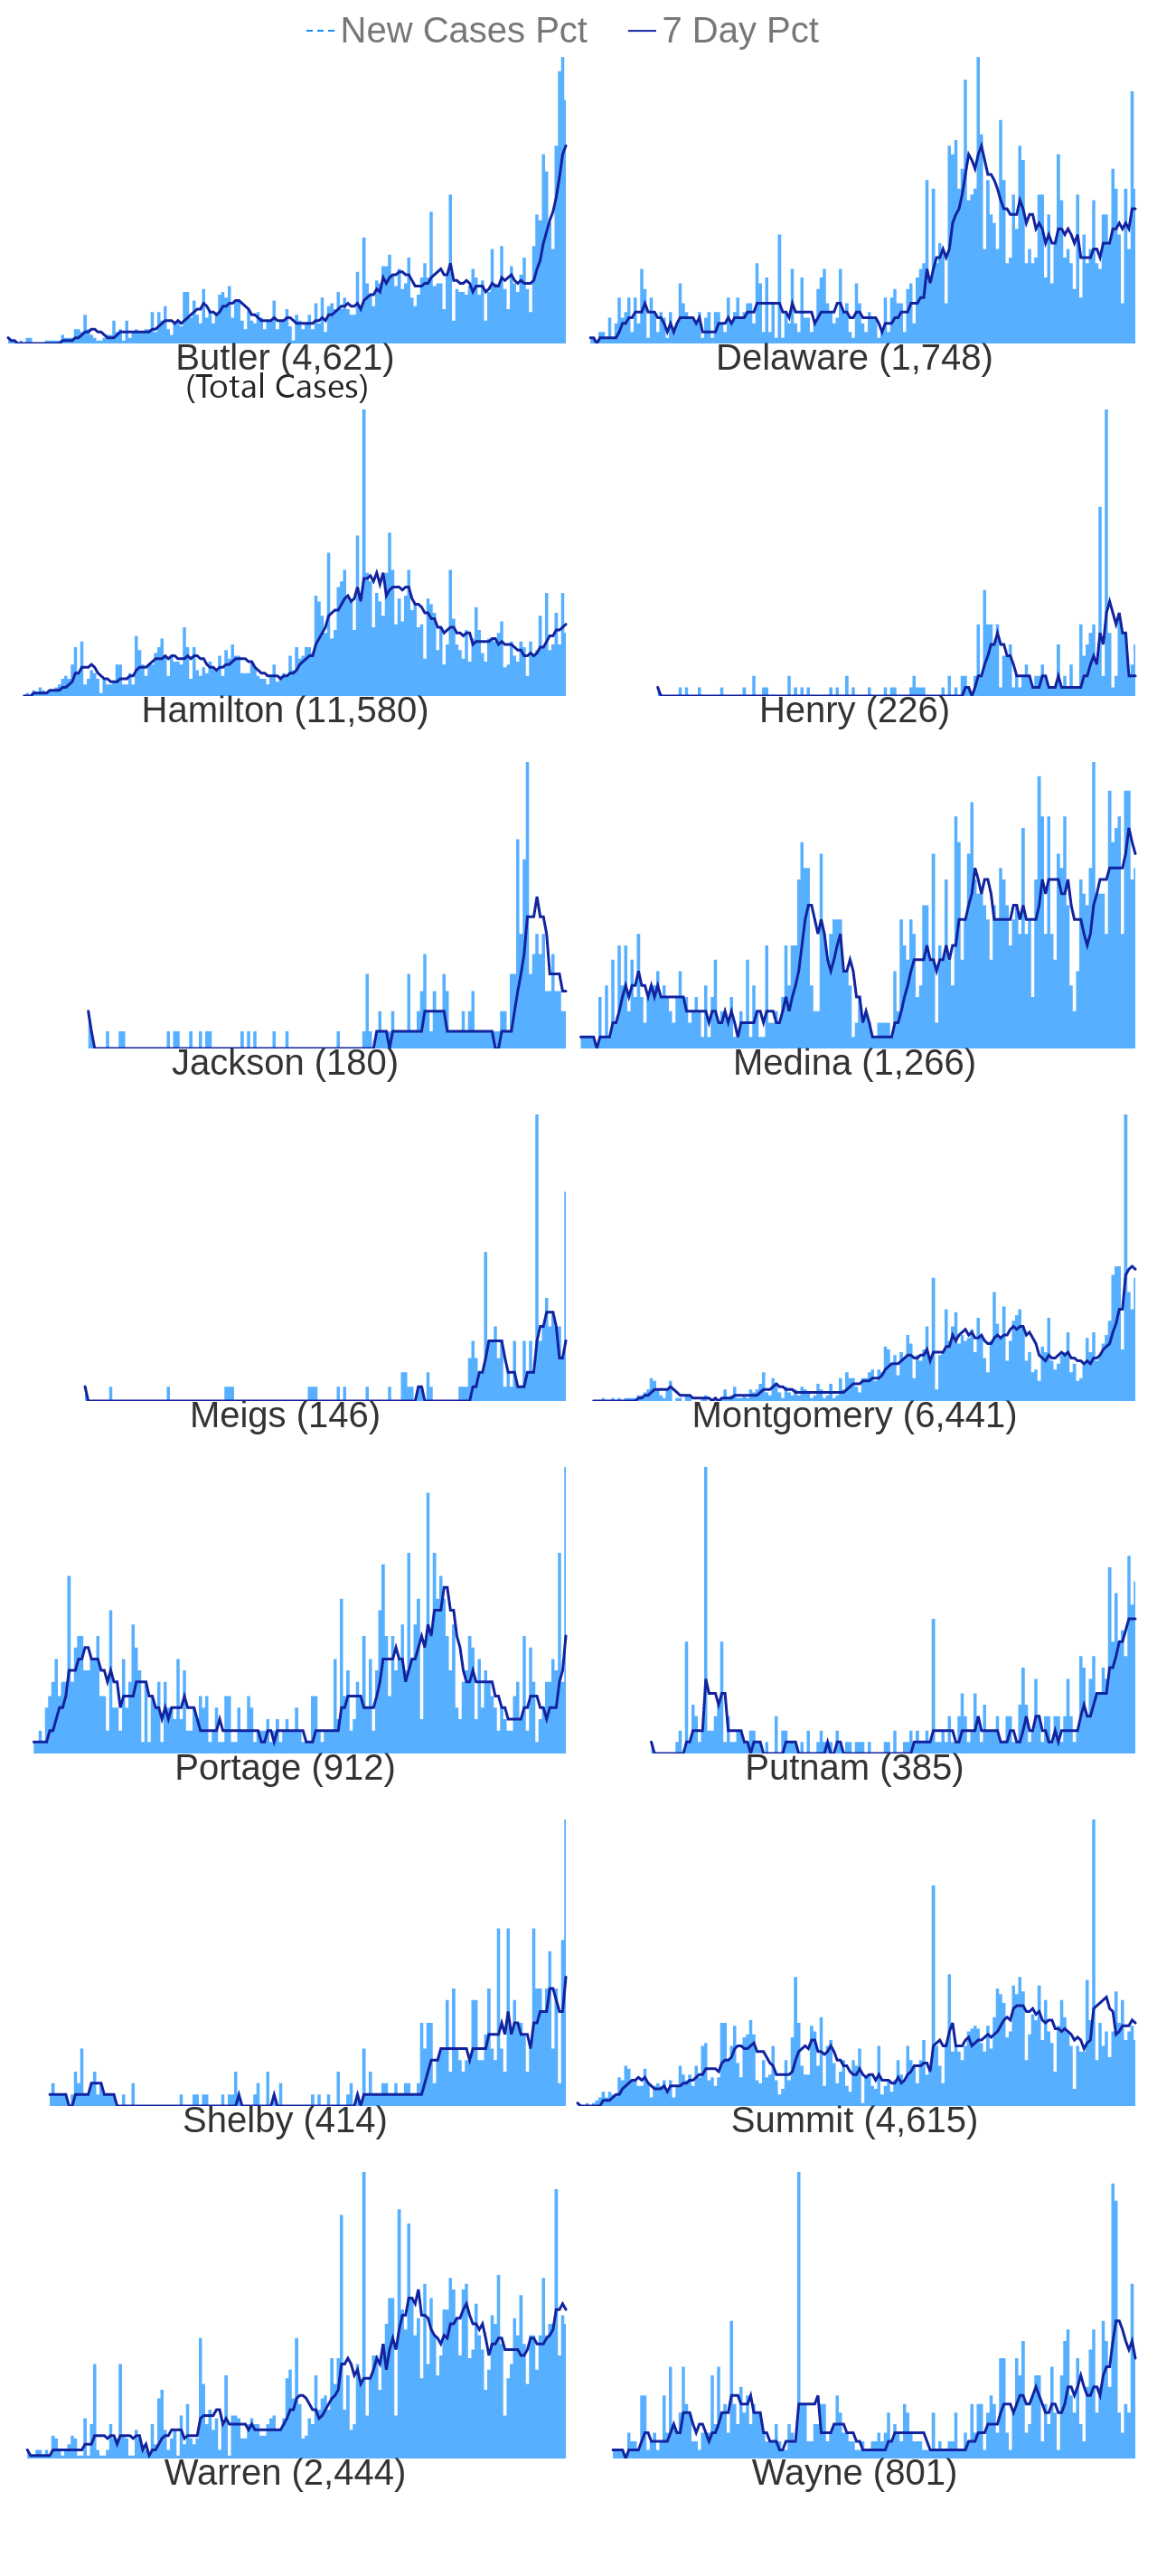 New Cases Pct 7 Day Pct
Butler (4,621) Delaware (1,748)
(Total Cases)
Hamilton (11,580) Henry (226)
Jackson (180) Medina (1,266)
Meigs (146) Montgomery (6,441)
Portage (912) Putnam (385)
Shelby (414) Summit (4,615)
Warren (2,444) Wayne (801)